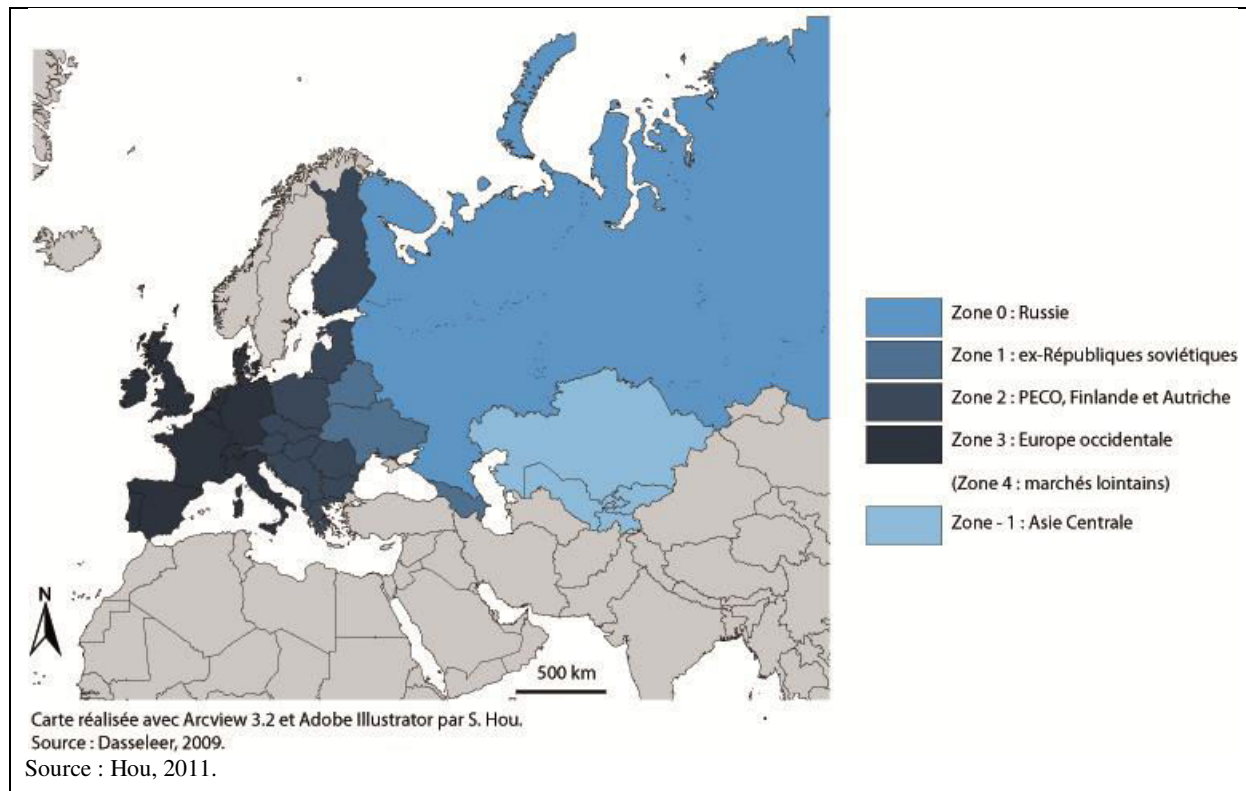 Zone 0 : Russie
Zone 1 : ex-Républiques soviétiques
Zone 2 : PECO, Finlande et Autriche
Zone 3 : Europe occidentale
(Zone 4 : marchés lointains)
Zone - 1 : Asie Centrale
N
500 km
Carte réalisée avec Arcview 3.2 et Adobe Illustrator par S. Hou.
Source : Dasseleer, 2009.
Source : Hou, 2011.